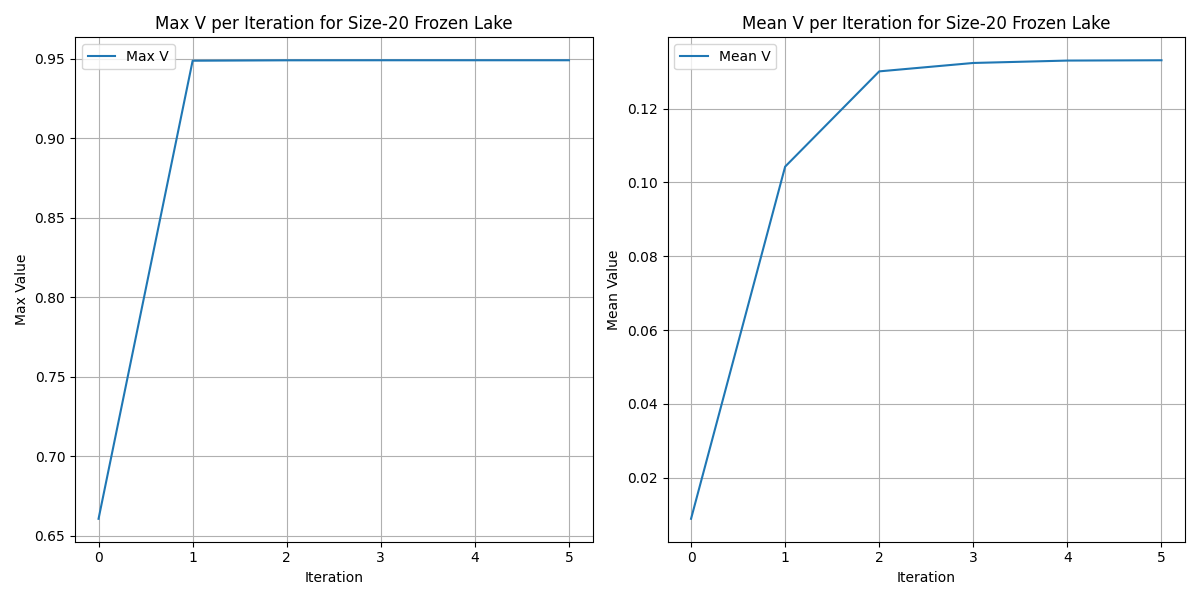 Max V per Iteration for Size-20 Frozen Lake
Max V
0.95
0.90
0.85
0.80
0.75
0.70
0.65
Max Value
0 1 2 3 4 5
Iteration
Mean V per Iteration for Size-20 Frozen Lake
Mean V
0.12
0.10
0.08
0.06
0.04
0.02
Mean Value
0 1 2 3 4 5
Iteration